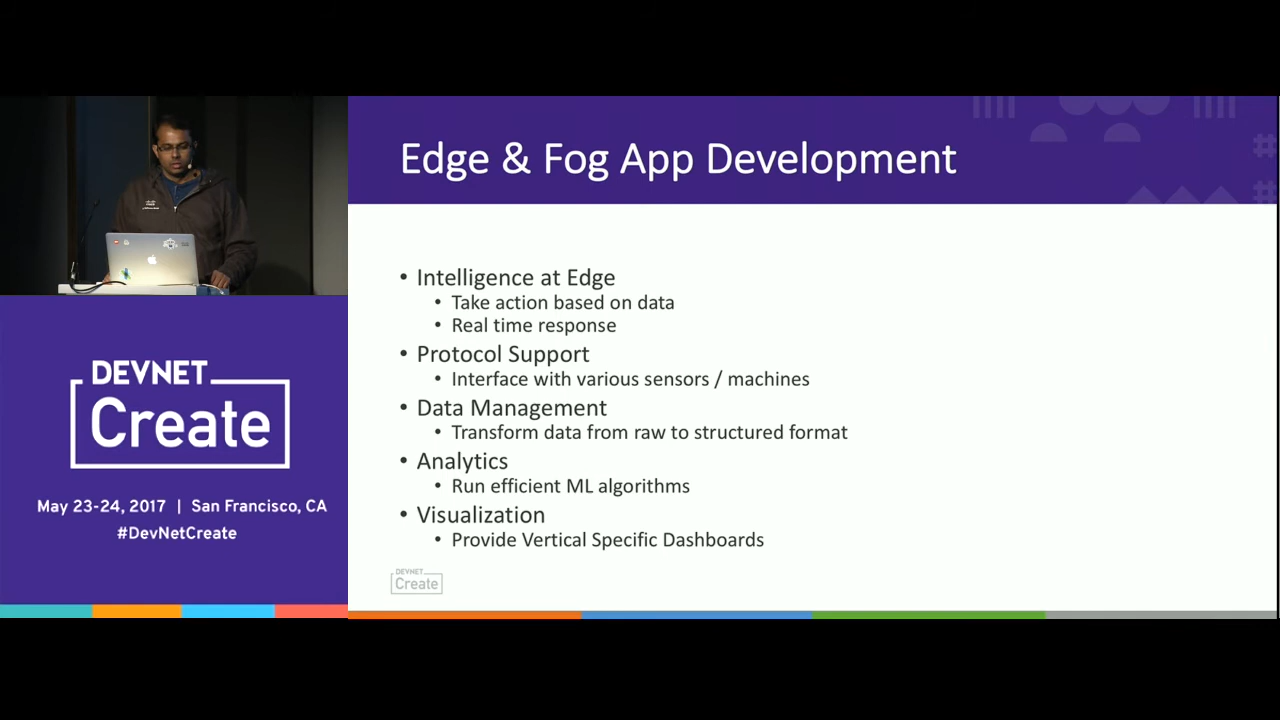 Edge & Fog App Development
• Intelligence at Edge
• Take action based on data
• Real time response
• Protocol Support
• Interface with various sensors / machines
• Data Management
• Transform data from raw to structured format
• Analytics
• Run efficient ML algorithms
• Visualization
• Provide Vertical Specific Dashboards
DEVNET
Create
DEVNET
Create
May 23-24, 2017 | San Francisco, CA
#DevNetCreate